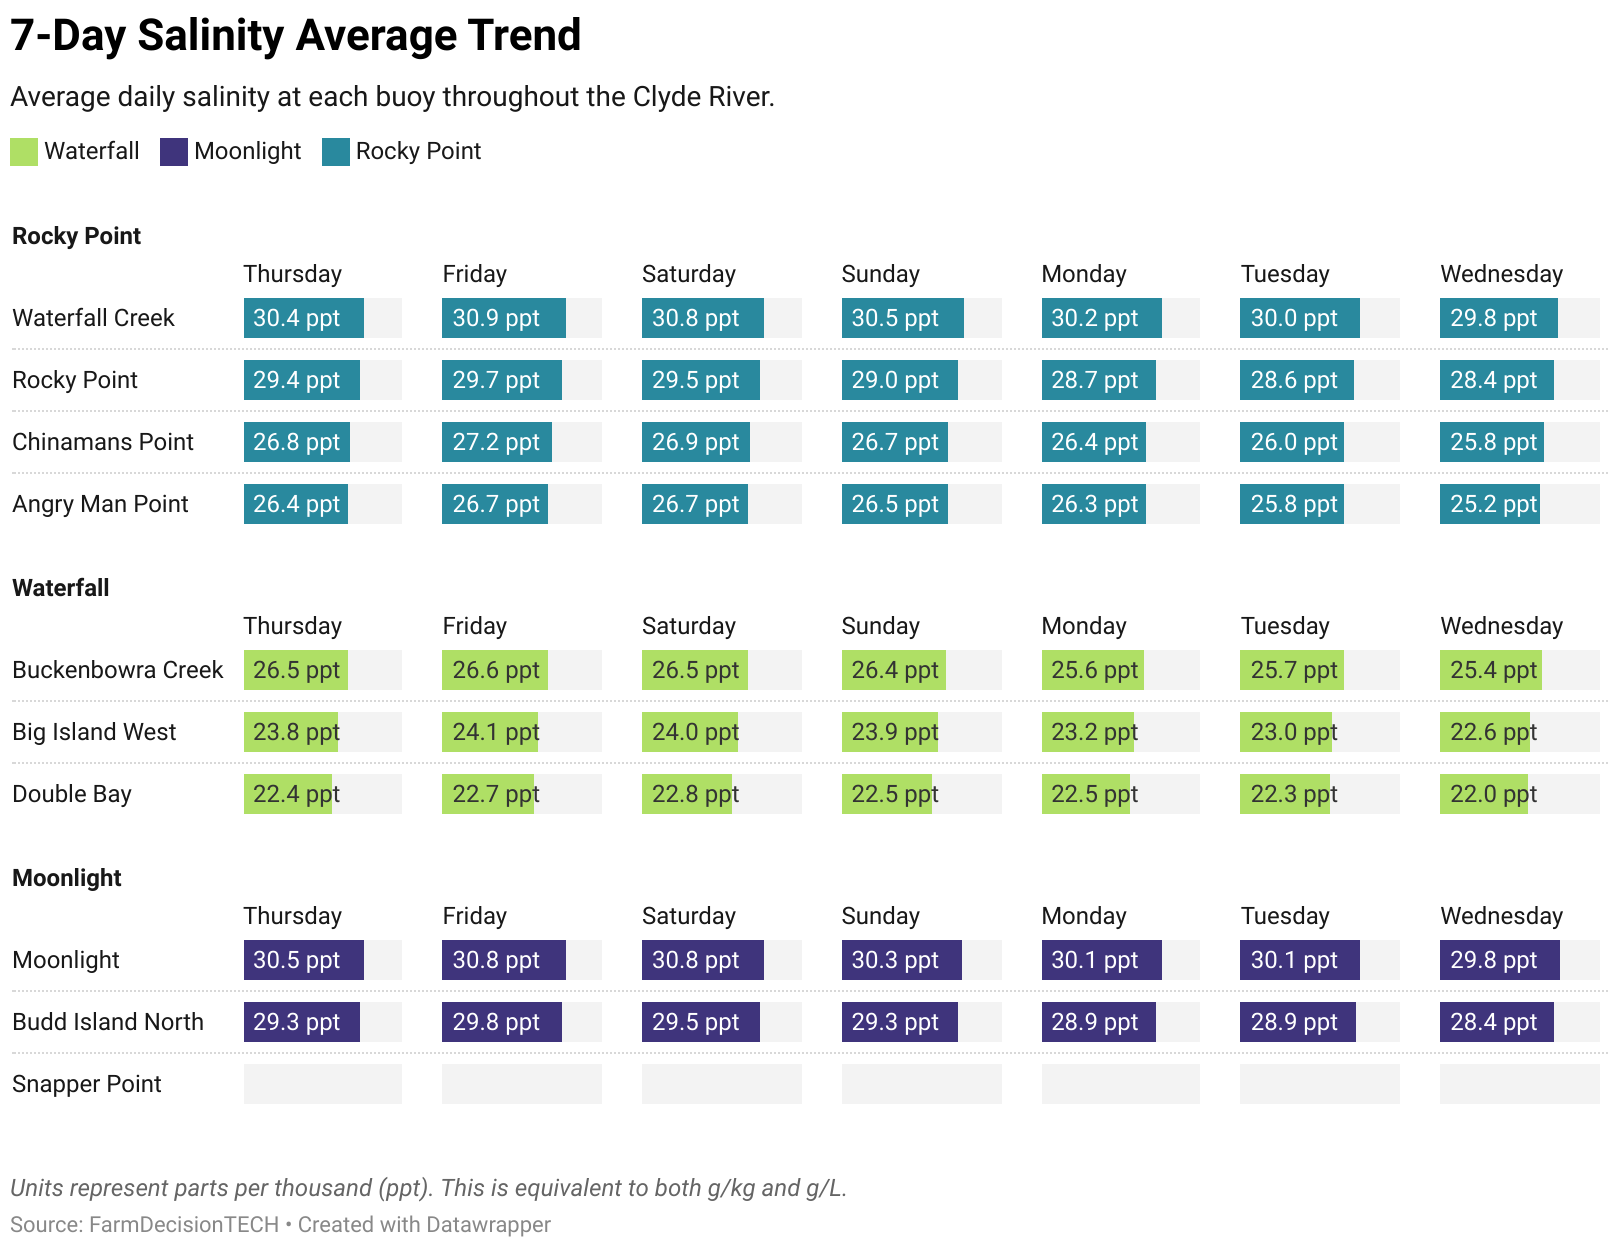 7-Day Salinity Average Trend
Average daily salinity at each buoy throughout the Clyde River.
Waterfall Moonlight Rocky Point
Rocky Point
Thursday Friday Saturday Sunday Monday Tuesday Wednesday
Waterfall Creek 30.4 ppt 30.9 ppt 30.8 ppt 30.5 ppt 30.2 ppt 30.0 ppt 29.8 ppt
Rocky Point 29.4 ppt 29.7 ppt 29.5 ppt 29.0 ppt 28.7 ppt 28.6 ppt 28.4 ppt
Chinamans Point 26.8 ppt 27.2 ppt 26.9 ppt 26.7 ppt 26.4 ppt 26.0 ppt 25.8 ppt
Angry Man Point 26.4 ppt 26.7 ppt 26.7 ppt 26.5 ppt 26.3 ppt 25.8 ppt 25.2 ppt
Waterfall
Thursday Friday Saturday Sunday Monday Tuesday Wednesday
Buckenbowra Creek 26.5 ppt 26.6 ppt 26.5 ppt 26.4 ppt 25.6 ppt 25.7 ppt 25.4 ppt
Big Island West 23.8 ppt 24.1 ppt 24.0 ppt 23.9 ppt 23.2 ppt 23.0 ppt 22.6 ppt
Double Bay 22.4 ppt 22.7 ppt 22.8 ppt 22.5 ppt 22.5 ppt 22.3 ppt 22.0 ppt
Moonlight
Thursday Friday Saturday Sunday Monday Tuesday Wednesday
Moonlight 30.5 ppt 30.8 ppt 30.8 ppt 30.3 ppt 30.1 ppt 30.1 ppt 29.8 ppt
Budd Island North 29.3 ppt 29.8 ppt 29.5 ppt 29.3 ppt 28.9 ppt 28.9 ppt 28.4 ppt
Snapper Point
Units represent parts per thousand (ppt). This is equivalent to both g/kg and g/L.
Source: FarmDecisionTECH • Created with Datawrapper